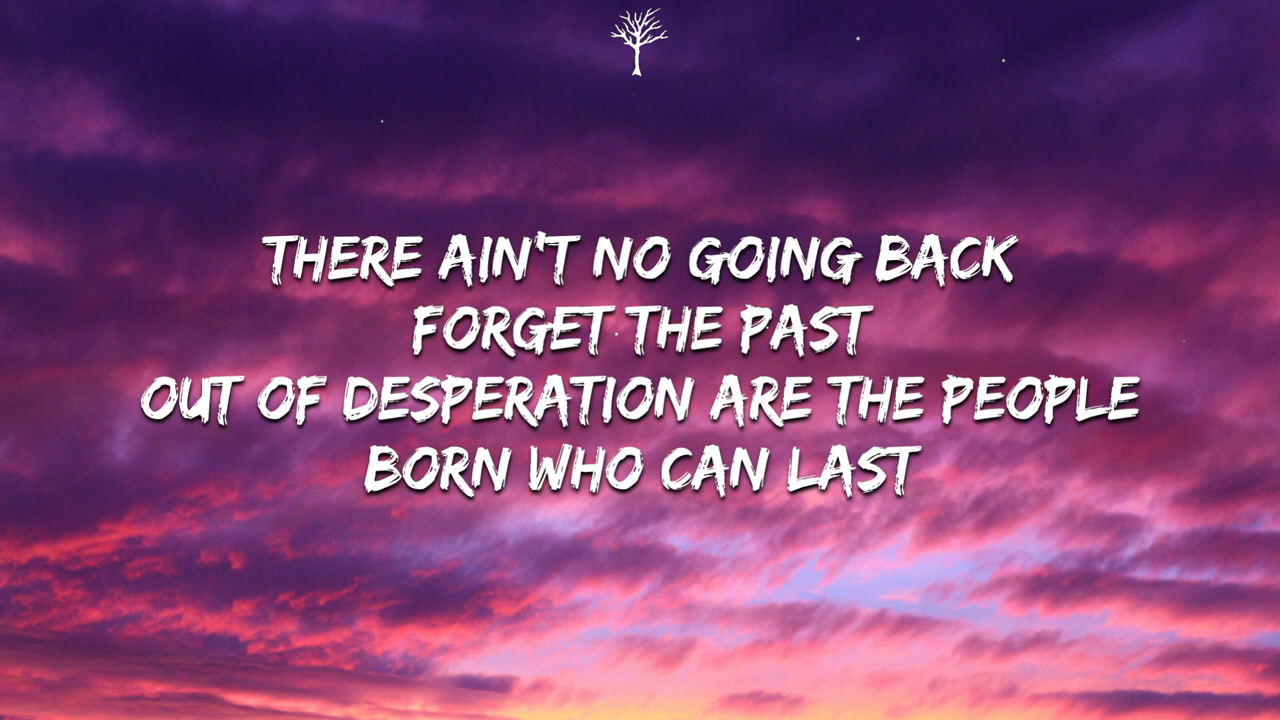 THERE AIN'T NO GOING BACK
FORGET THE PAST
OUT OF DESPERATION ARE THE PEOPLE
BORN WHO CAN LAST